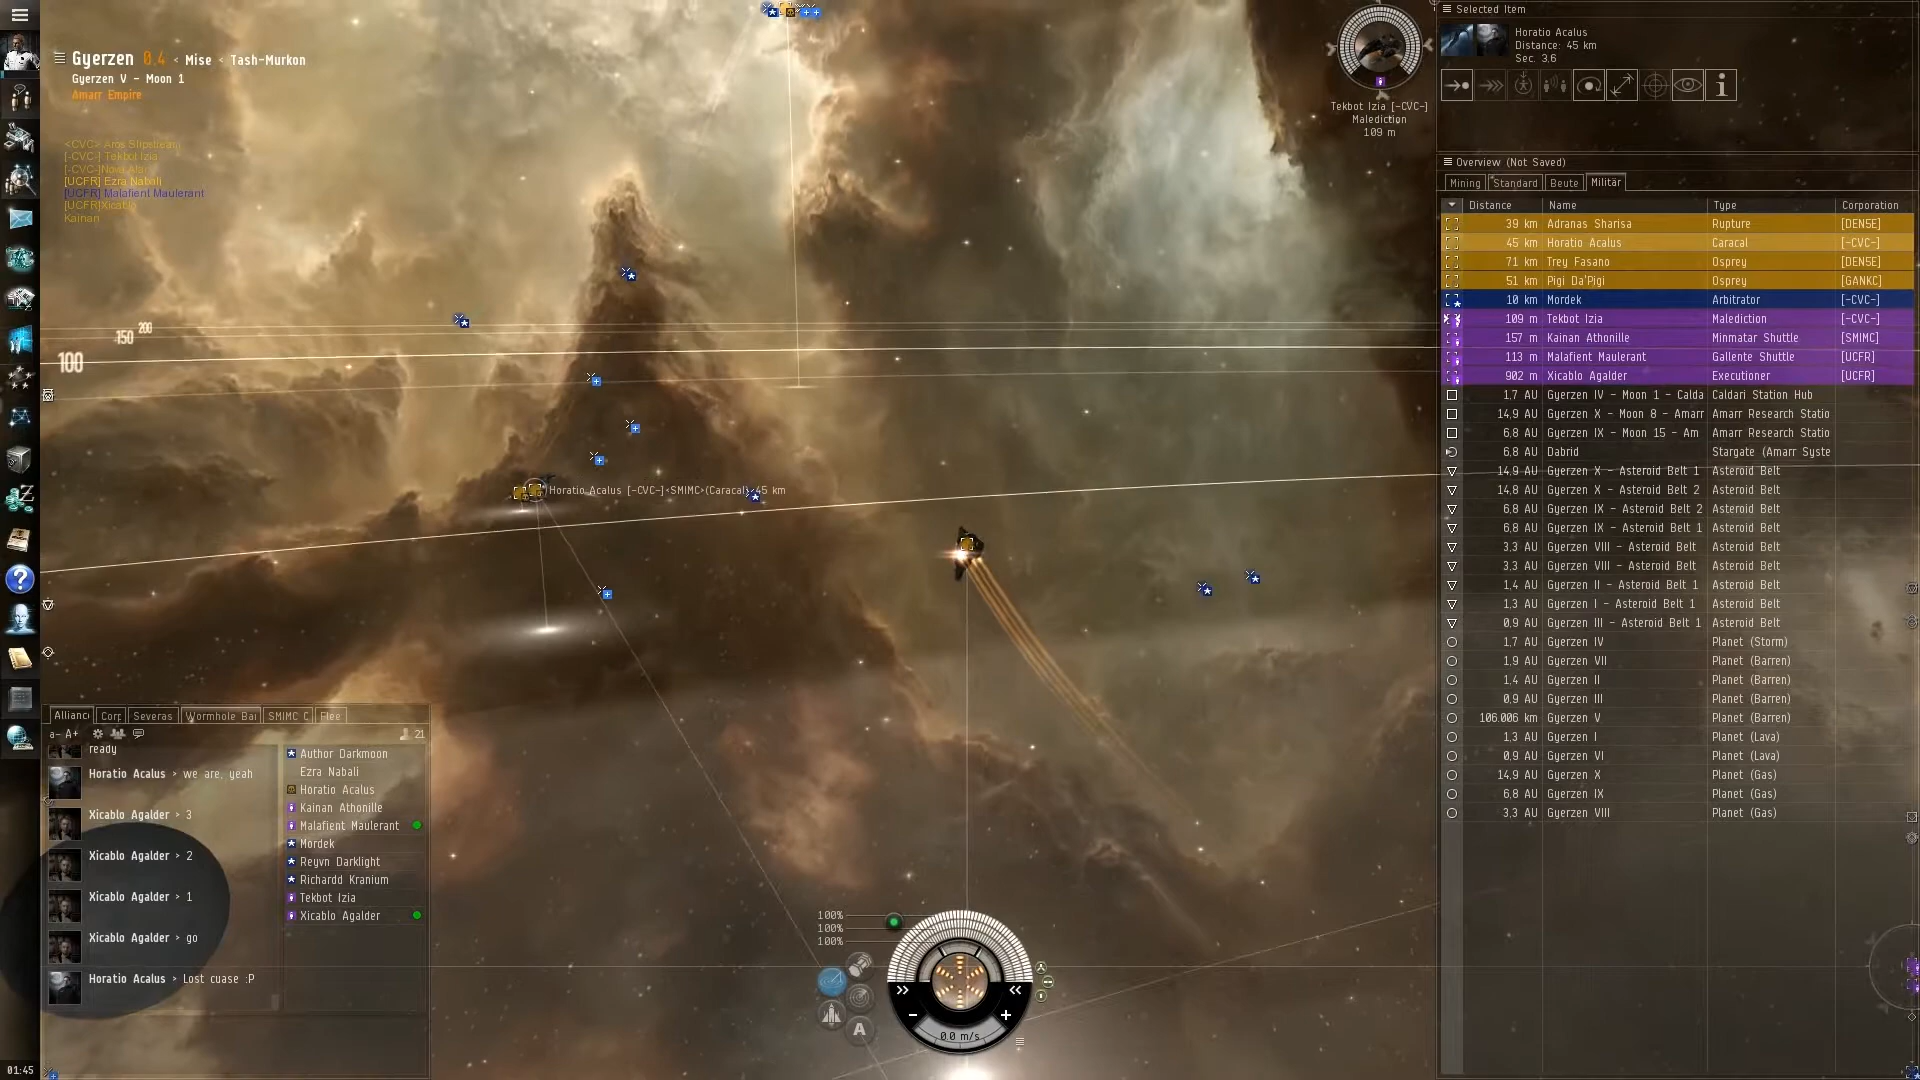 Gyerzen 0.4 < Mise < Tash-Murkon
Gyerzen V - Moon 1
Amarr Empire
<CVC> Aros Slipeiteam
[-CVC-] Tekbot Izia
[UCFR] Ezra Nabali
[UCFR] Malafient Maulerant
Kainan
100
150
200
Horatio Acalus [-CVC-]<SMIMC>(Caracal) 45 km
Tekbot Izia [-CVC-]
Malediction
109 m
Selected Item
Horatio Acalus
Distance: 45 km
Sec. 3.6
Overview (Not Saved)
Mining Standard Beute Militär
Distance Name Type Corporation
39 km Adranas Sharisa Rupture [DENSE]
45 km Horatio Acalus Caracal [-CVC-]
71 km Trey Fasano Osprey [DENSE]
51 km Pigi Da'Pigi Osprey [GANKC]
10 km Mordek Arbitrator [-CVC-]
109 m Tekbot Izia Malediction [-CVC-]
157 m Kainan Athonille Minmatar Shuttle [SMIMC]
113 m Malafient Maulerant Gallente Shuttle [UCFR]
902 m Xicablo Agalder Executioner [UCFR]
1,7 AU Gyerzen IV - Moon 1 - Calda Caldari Station Hub
14,9 AU Gyerzen X - Moon 8 - Amarr Amarr Research Statio
6,8 AU Gyerzen IX - Moon 15 - Am Amarr Research Statio
6,8 AU Dabrid Stargate (Amarr Syste
14,9 AU Gyerzen X - Asteroid Belt 1 Asteroid Belt
14,8 AU Gyerzen X - Asteroid Belt 2 Asteroid Belt
6,8 AU Gyerzen IX - Asteroid Belt 2 Asteroid Belt
6,8 AU Gyerzen IX - Asteroid Belt 1 Asteroid Belt
3,3 AU Gyerzen VIII - Asteroid Belt Asteroid Belt
3,3 AU Gyerzen VIII - Asteroid Belt Asteroid Belt
1,4 AU Gyerzen II - Asteroid Belt 1 Asteroid Belt
1,3 AU Gyerzen I - Asteroid Belt 1 Asteroid Belt
0,9 AU Gyerzen III - Asteroid Belt 1 Asteroid Belt
1,7 AU Gyerzen IV Planet (Storm)
1,9 AU Gyerzen VII Planet (Barren)
1,4 AU Gyerzen II Planet (Barren)
0,9 AU Gyerzen III Planet (Barren)
106.006 km Gyerzen V Planet (Barren)
1,3 AU Gyerzen I Planet (Lava)
0,9 AU Gyerzen VI Planet (Lava)
14,9 AU Gyerzen X Planet (Gas)
6,8 AU Gyerzen IX Planet (Gas)
3,3 AU Gyerzen VIII Planet (Gas)
Allianc Corp Severas Wormhole Bai SMIMC C Flee
a- A+ 21
ready
Horatio Acalus > we are, yeah
Xicablo Agalder > 3
Xicablo Agalder > 2
Xicablo Agalder > 1
Xicablo Agalder > go
Horatio Acalus > Lost cuase :P
Author Darkmoon
Ezra Nabali
Horatio Acalus
Kainan Athonille
Malafient Maulerant
Mordek
Reyvn Darklight
Richardd Kranium
Tekbot Izia
Xicablo Agalder
100%
100%
100%
A
0.0 m/s
01:45